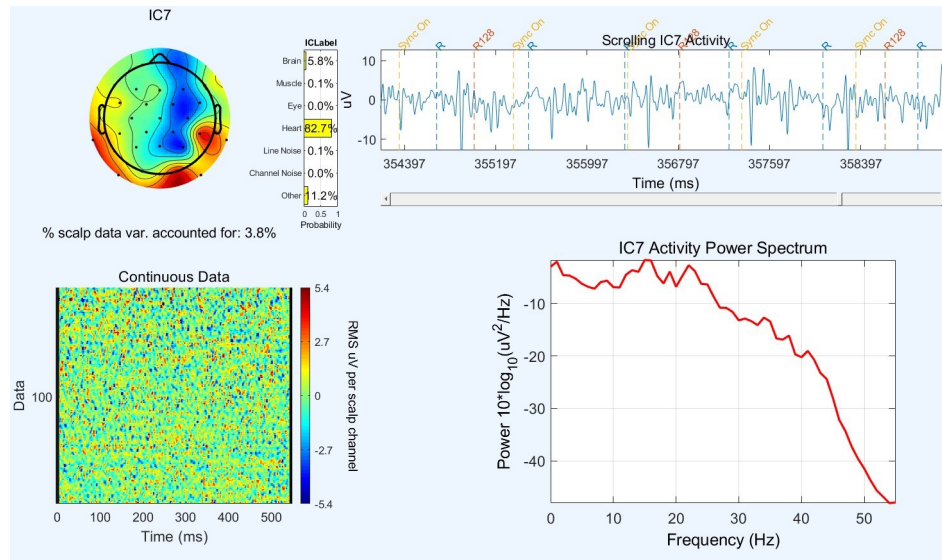 IC7
ICLabel
Brain 5.8%
Muscle 0.1%
Eye 0.0%
Heart 82.7%
Line Noise 0.1%
Channel Noise 0.0%
Other 11.2%
0 0.5 1
Probability
% scalp data var. accounted for: 3.8%
Sync On R R128 Sync On R R Sync On R128 R Sync On R Sync On R128 R
Scrolling IC7 Activity
uV
10
0
-10
354397 355197 355997 356797 357597 358397
Time (ms)
Continuous Data
Data
100
0 100 200 300 400 500
Time (ms)
5.4
2.7
0
-2.7
-5.4
RMS uV per scalp channel
IC7 Activity Power Spectrum
Power 10*log10(uV2/Hz)
-10
-20
-30
-40
0 10 20 30 40 50
Frequency (Hz)